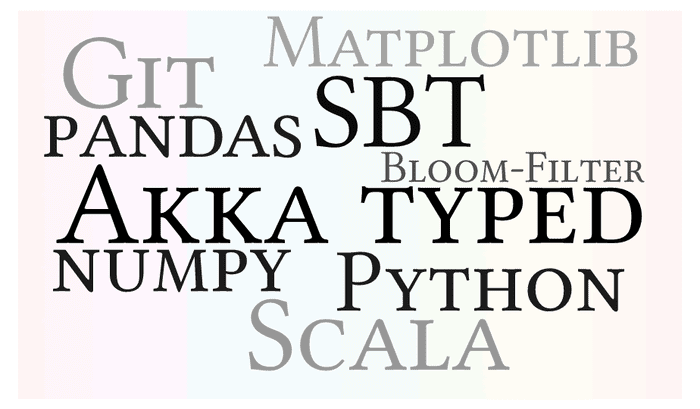 Matplotlib
Git
SBT
pandas
Bloom-Filter
Akka typed
numpy
Python
Scala